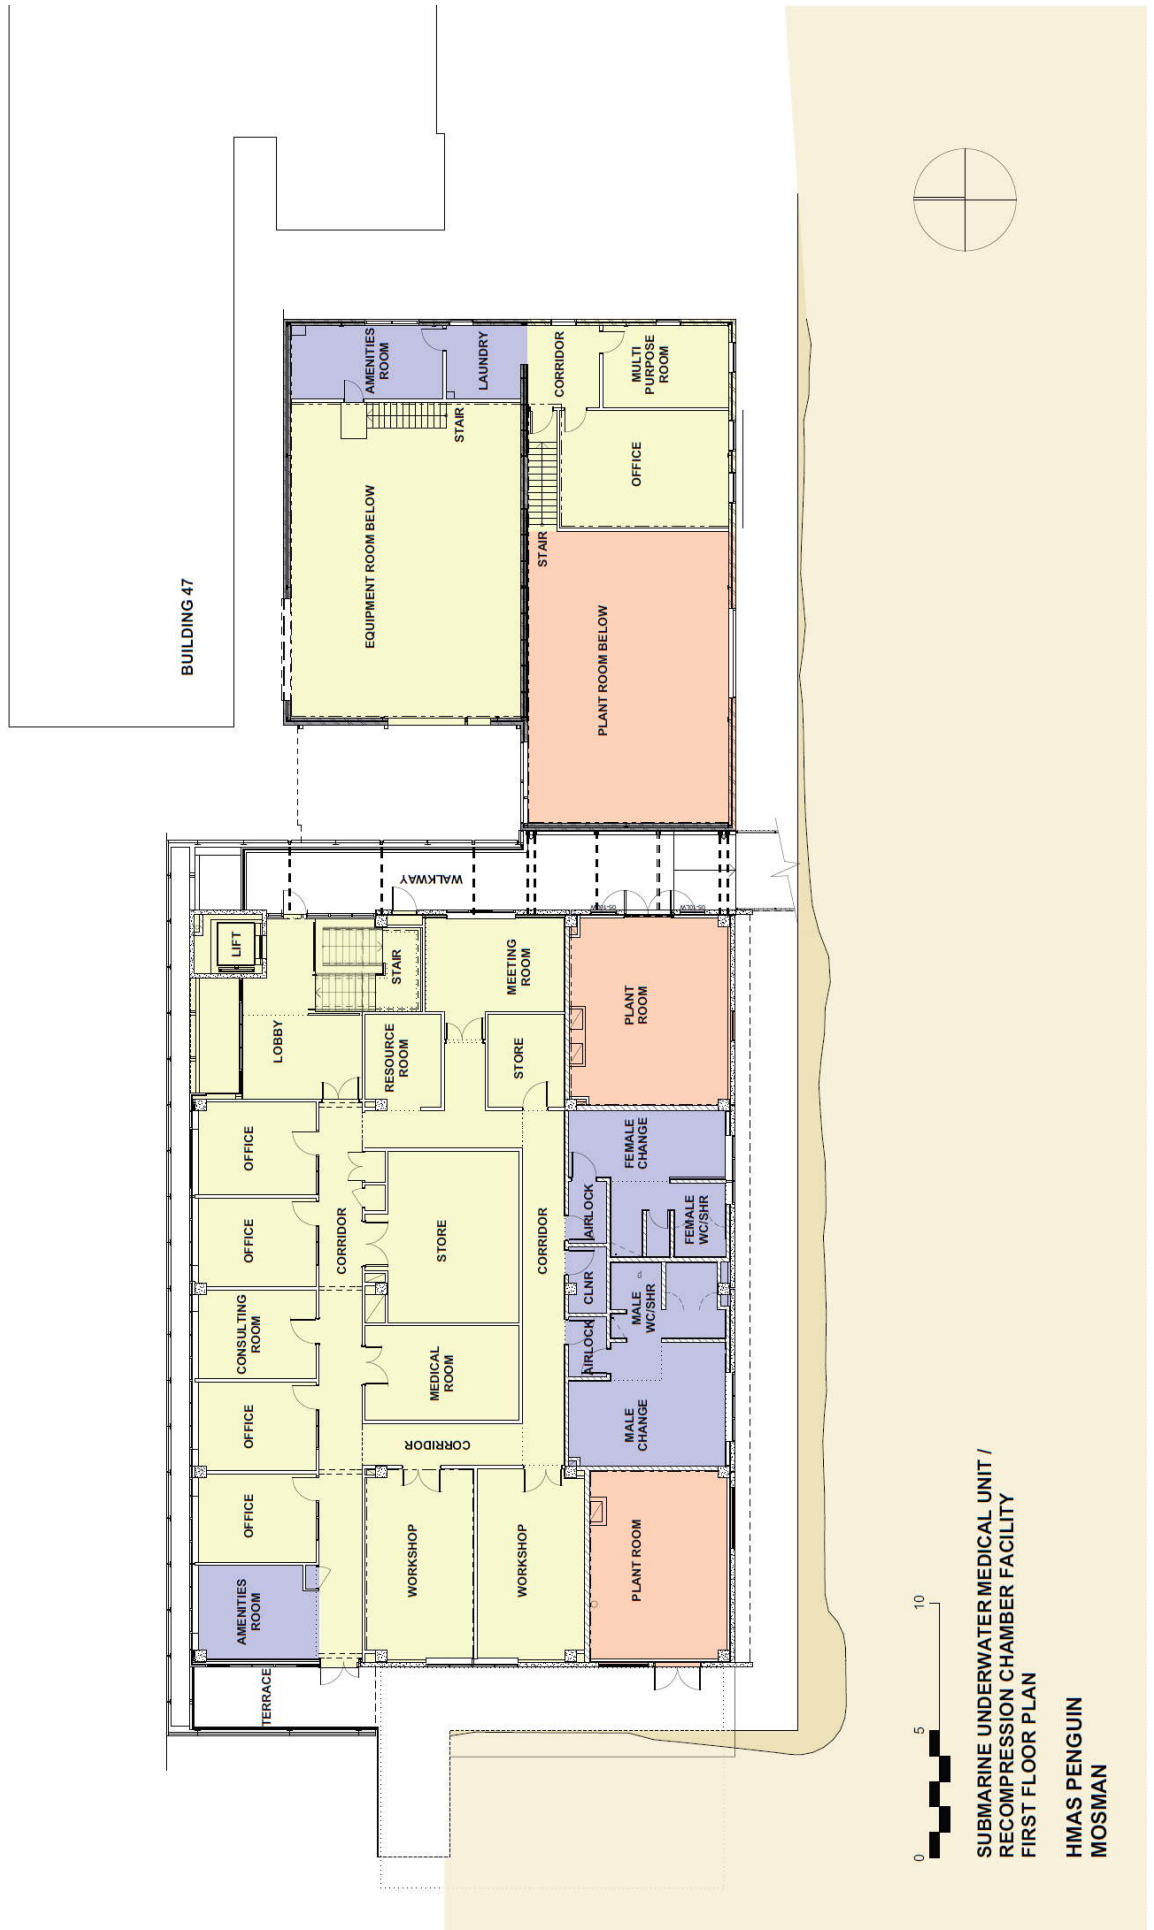 BUILDING 47
LIFT
OFFICE
OFFICE
CONSULTING
ROOM
OFFICE
OFFICE
AMENITIES
ROOM
TERRACE
LOBBY
CORRIDOR
RESOURCE
ROOM
STAIR
WALKWAY
STORE
MEDICAL
ROOM
CORRIDOR
WORKSHOP
WORKSHOP
STORE
MEETING
ROOM
CORRIDOR
AIRLOCK
CLNR
AIRLOCK
PLANT ROOM
MALE
CHANGE
MALE
WC/SHR
FEMALE
CHANGE
FEMALE
WC/SHR
PLANT
ROOM
EQUIPMENT ROOM BELOW
STAIR
AMENITIES
ROOM
LAUNDRY
CORRIDOR
MULTI
PURPOSE
ROOM
OFFICE
STAIR
PLANT ROOM BELOW
0 5 10
SUBMARINE UNDERWATER MEDICAL UNIT /
RECOMPRESSION CHAMBER FACILITY
FIRST FLOOR PLAN
HMAS PENGUIN
MOSMAN